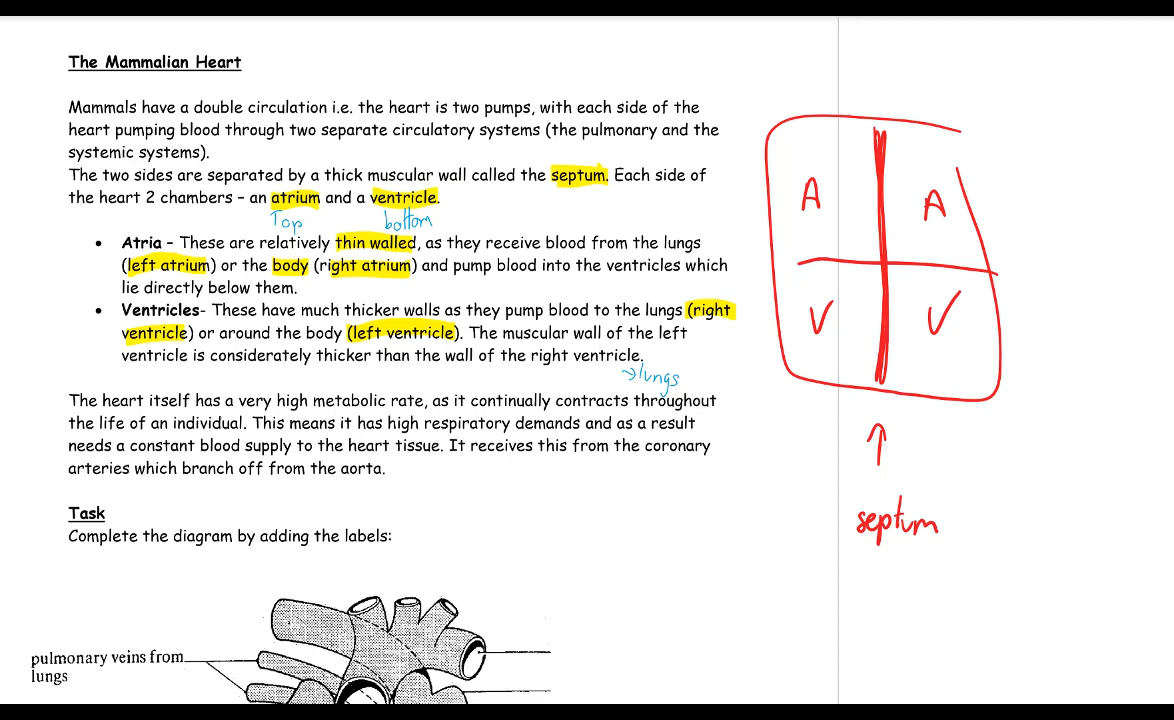 The Mammalian Heart
Mammals have a double circulation i.e. the heart is two pumps, with each side of the
heart pumping blood through two separate circulatory systems (the pulmonary and the
systemic systems).
The two sides are separated by a thick muscular wall called the septum. Each side of
the heart 2 chambers – an atrium and a ventricle.
Top bottom
• Atria – These are relatively thin walled, as they receive blood from the lungs
(left atrium) or the body (right atrium) and pump blood into the ventricles which
lie directly below them.
• Ventricles- These have much thicker walls as they pump blood to the lungs (right
ventricle) or around the body (left ventricle). The muscular wall of the left
ventricle is considerately thicker than the wall of the right ventricle.
→lungs
The heart itself has a very high metabolic rate, as it continually contracts throughout
the life of an individual. This means it has high respiratory demands and as a result
needs a constant blood supply to the heart tissue. It receives this from the coronary
arteries which branch off from the aorta.
Task
Complete the diagram by adding the labels:
pulmonary veins from
lungs
A A
V V
septum